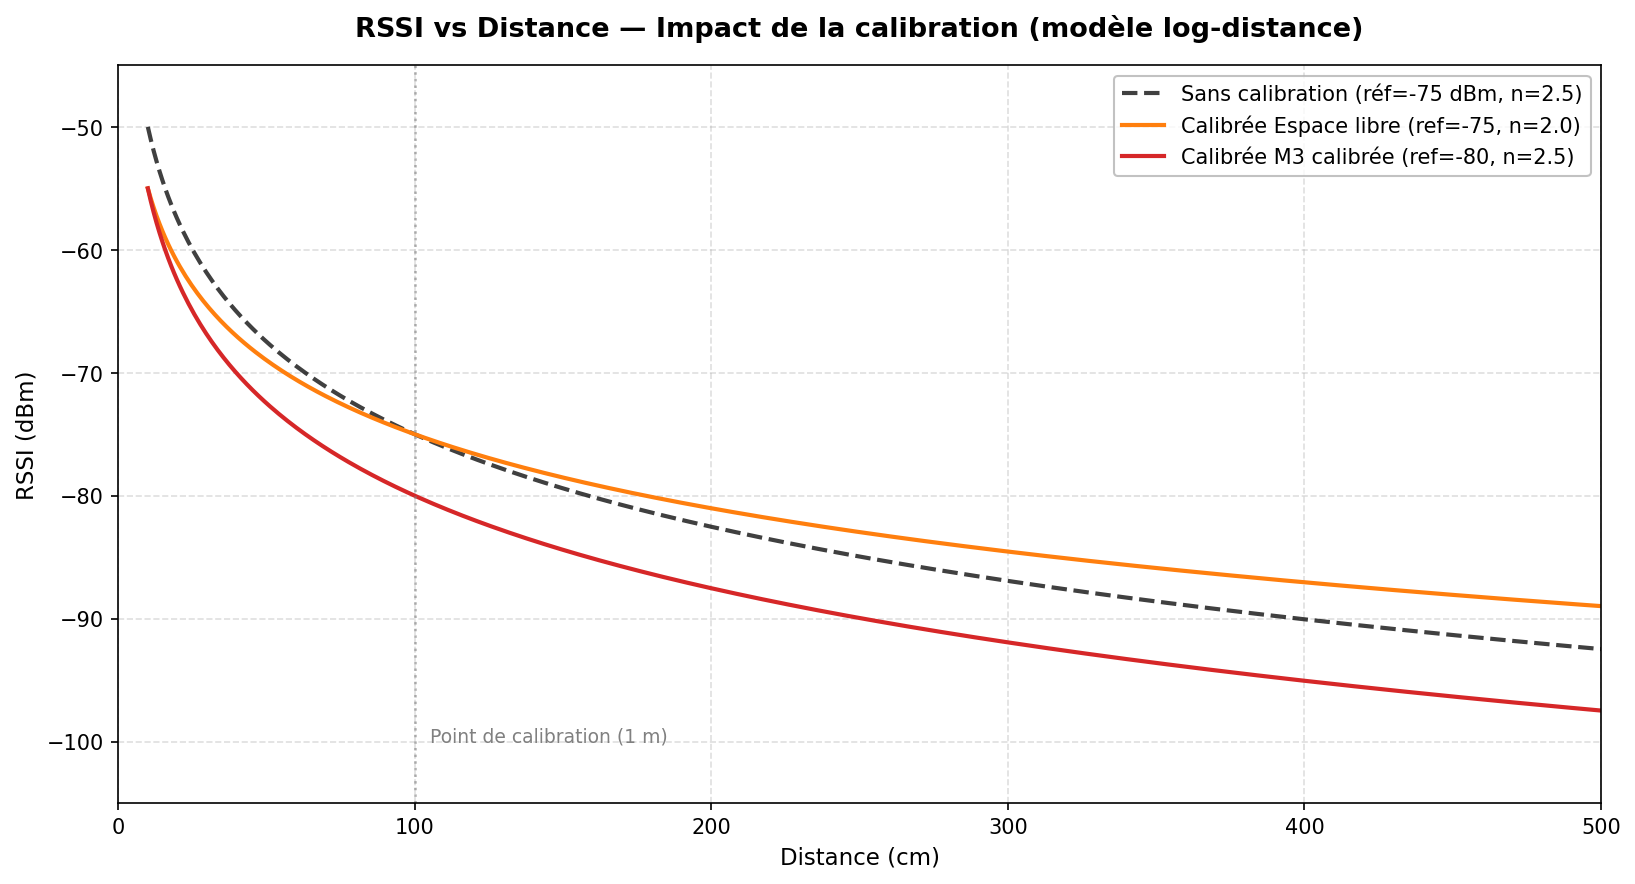 RSSI vs Distance — Impact de la calibration (modèle log-distance)
Sans calibration (réf=-75 dBm, n=2.5)
Calibrée Espace libre (ref=-75, n=2.0)
Calibrée M3 calibrée (ref=-80, n=2.5)
RSSI (dBm)
−50
−60
−70
−80
−90
−100
Point de calibration (1 m)
0 100 200 300 400 500
Distance (cm)